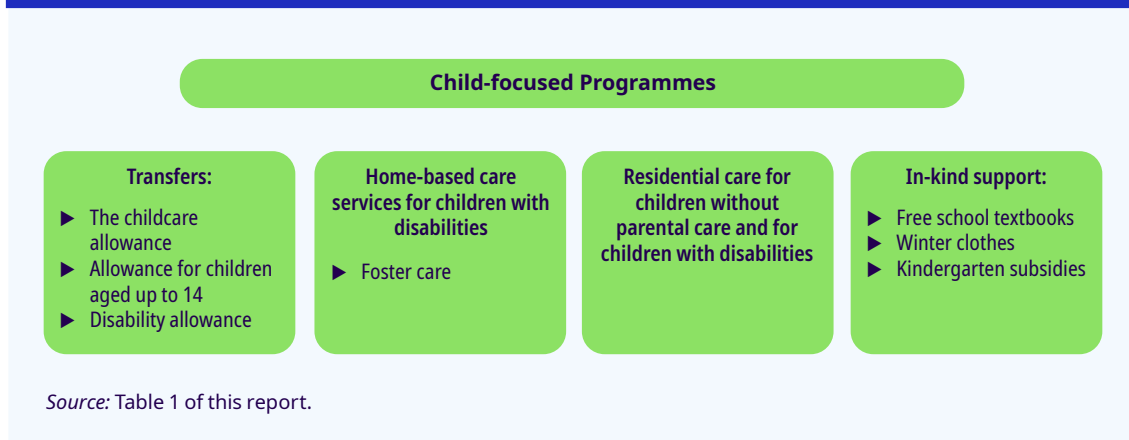 Child-focused Programmes
Transfers:
▶ The childcare
allowance
▶ Allowance for children
aged up to 14
▶ Disability allowance
Home-based care
services for children with
disabilities
▶ Foster care
Residential care for
children without
parental care and for
children with disabilities
In-kind support:
▶ Free school textbooks
▶ Winter clothes
▶ Kindergarten subsidies
Source: Table 1 of this report.